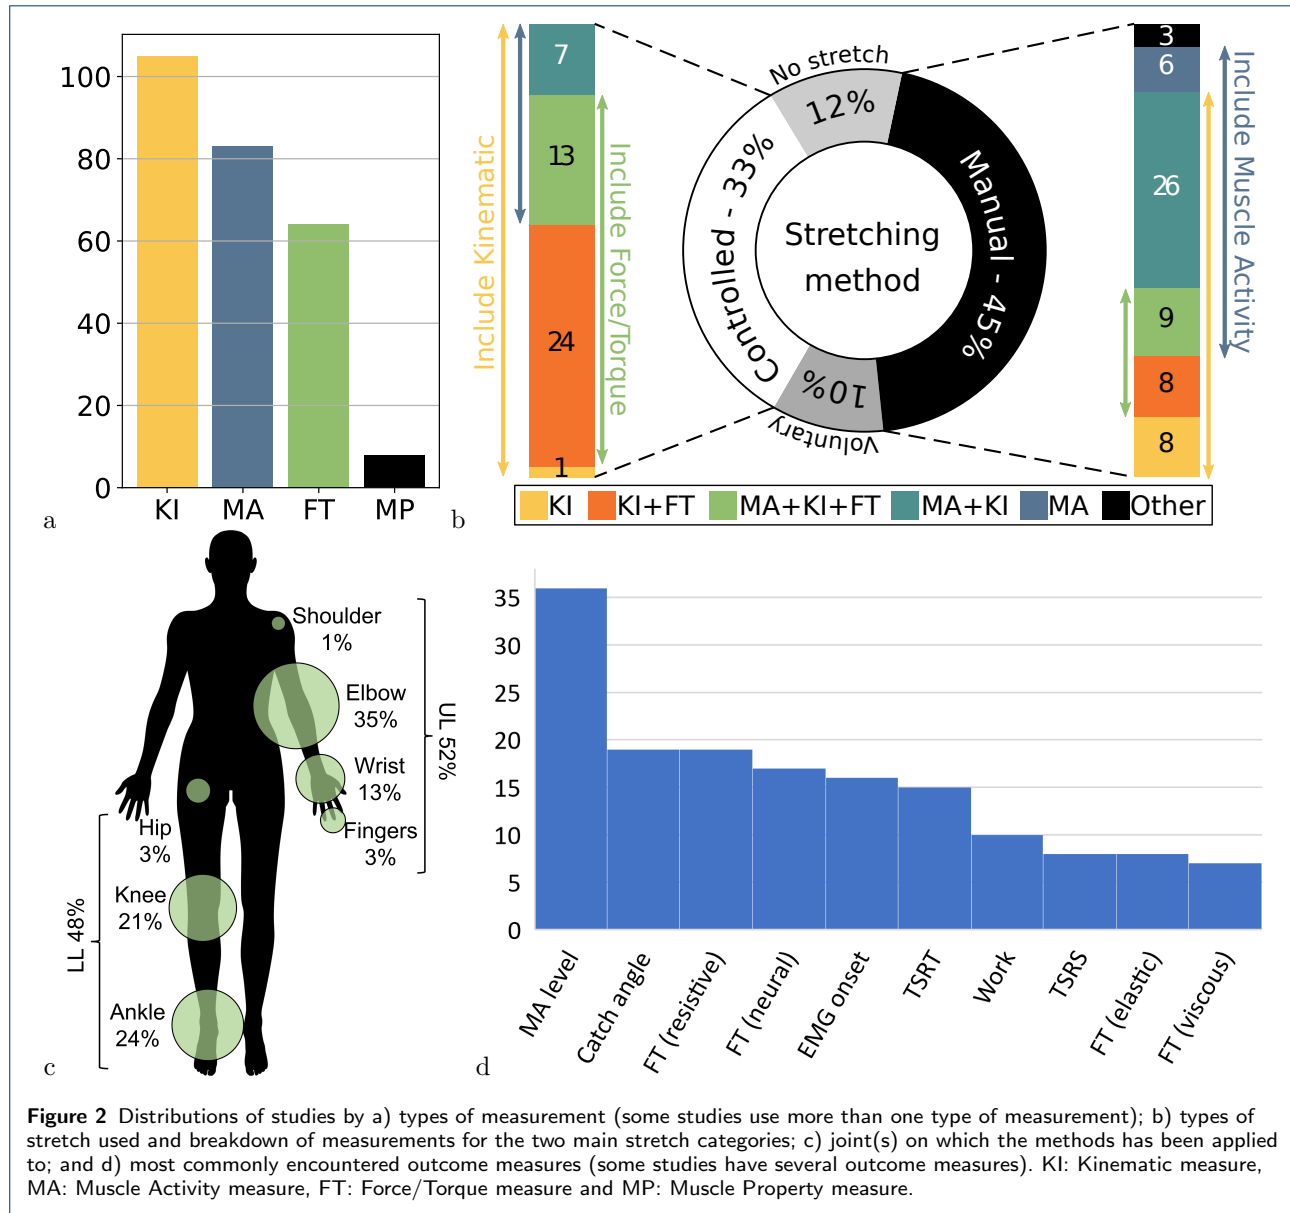 100
80
60
40
20
0
KI MA FT MP
a
Include Kinematic
7
13
24
1
Include Force/Torque
No stretch
12%
Controlled - 33%
Manual - 45%
10%
Voluntary
Stretching
method
3
6
26
9
8
8
Include Muscle Activity
b
KI KI+FT MA+KI+FT MA+KI MA Other
Shoulder
1%
Elbow
35%
Wrist
13%
Fingers
3%
UL 52%
Hip
3%
Knee
21%
Ankle
24%
LL 48%
c
35
30
25
20
15
10
5
0
MA level
Catch angle
FT (resistive)
FT (neural)
EMG onset
TSRT
Work
TSRS
FT (elastic)
FT (viscous)
d
Figure 2 Distributions of studies by a) types of measurement (some studies use more than one type of measurement); b) types of
stretch used and breakdown of measurements for the two main stretch categories; c) joint(s) on which the methods has been applied
to; and d) most commonly encountered outcome measures (some studies have several outcome measures). KI: Kinematic measure,
MA: Muscle Activity measure, FT: Force/Torque measure and MP: Muscle Property measure.